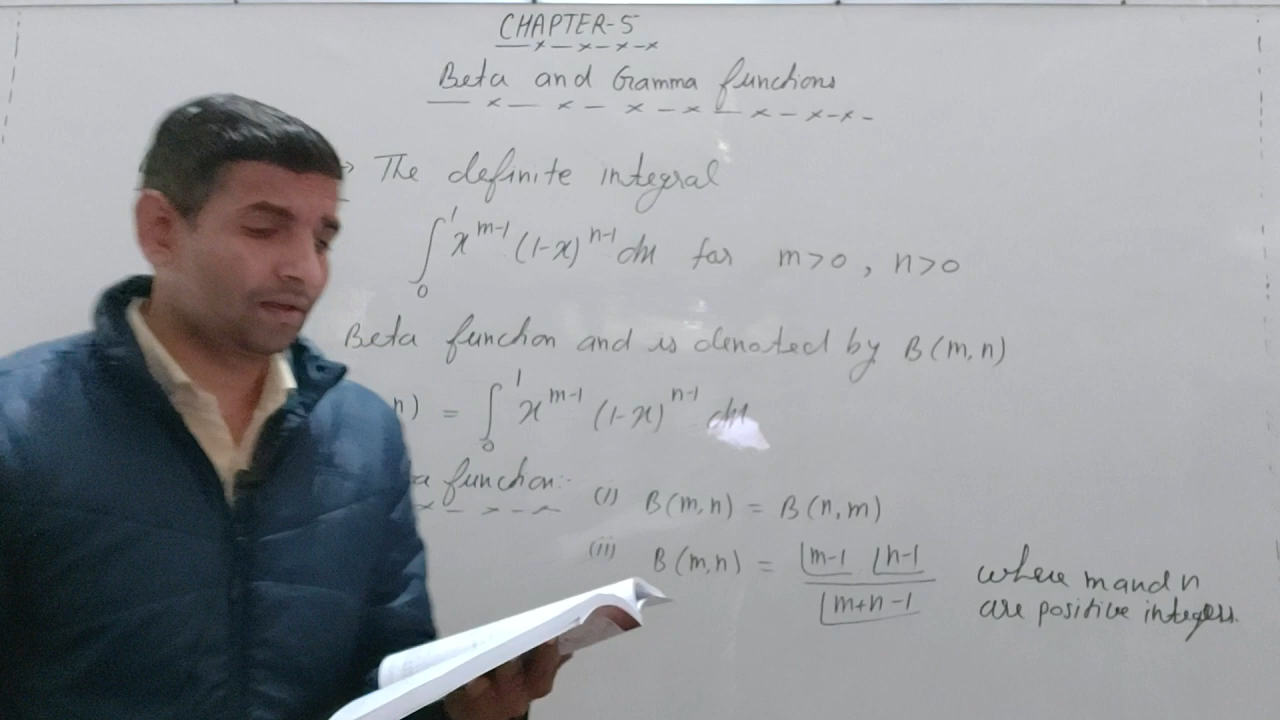 CHAPTER-5
Beta and Gamma functions
→ The definite integral
∫₀¹ x^{m-1} (1-x)^{n-1} dx for m>0, n>0
Beta function and is denoted by B(m,n)
n) = ∫₀¹ x^{m-1} (1-x)^{n-1} dx
a function:-
(i) B(m,n) = B(n,m)
(ii) B(m,n) = |m-1 |n-1 / |m+n-1 where m and n
are positive integers.